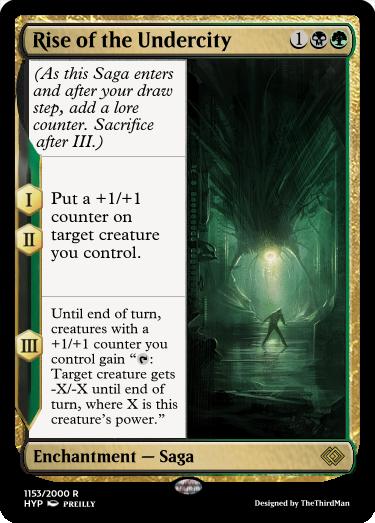 Rise of the Undercity 1
(As this Saga enters
and after your draw
step, add a lore
counter. Sacrifice
after III.)
I
II
Put a +1/+1
counter on
target creature
you control.
III
Until end of turn,
creatures with a
+1/+1 counter you
control gain “:
Target creature gets
-X/-X until end of
turn, where X is this
creature's power.”
Enchantment — Saga
1153/2000 R
HYP PREILLY
Designed by TheThirdMan